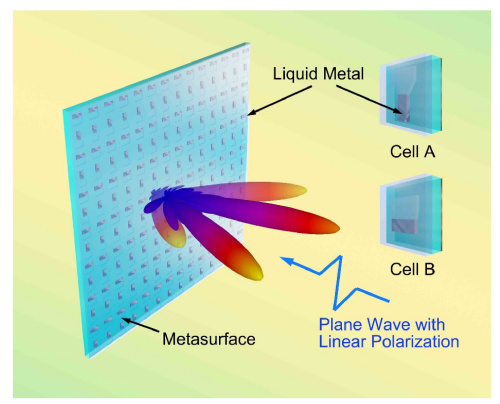 Liquid Metal
Cell A
Cell B
Plane Wave with
Linear Polarization
Metasurface